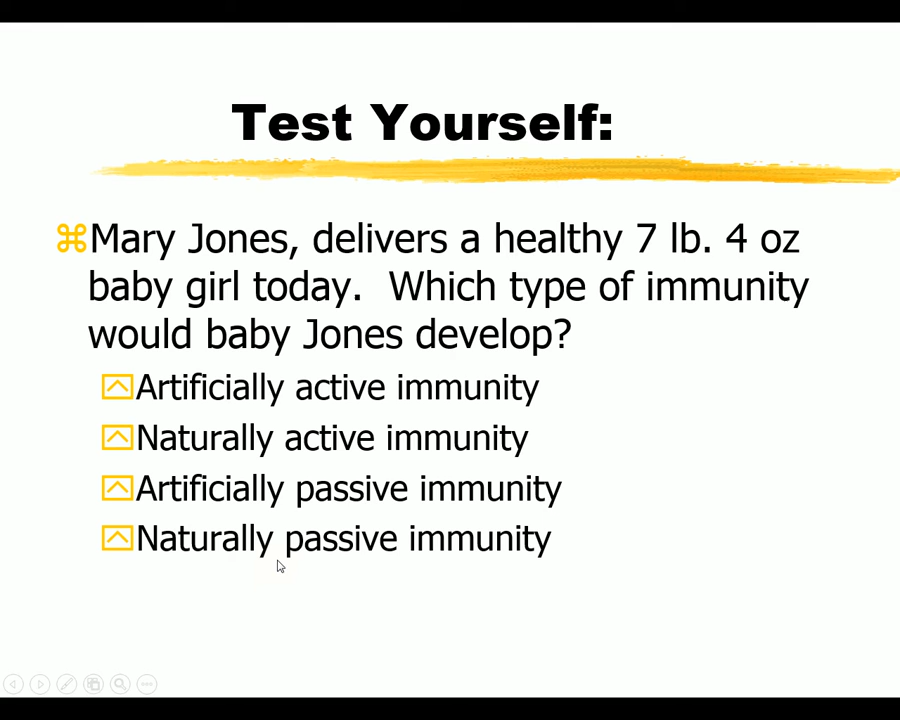 Test Yourself:
Mary Jones, delivers a healthy 7 lb. 4 oz
baby girl today.  Which type of immunity
would baby Jones develop?
Artificially active immunity
Naturally active immunity
Artificially passive immunity
Naturally passive immunity